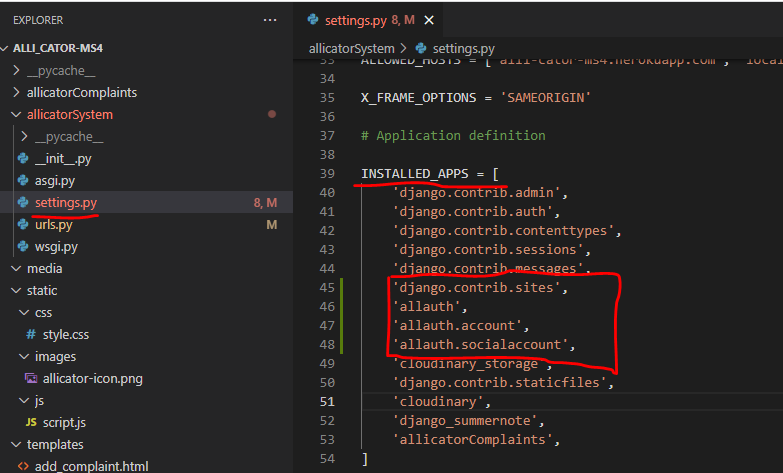 EXPLORER
ALLI_CATOR-MS4
__pycache__
allicatorComplaints
allicatorSystem
__pycache__
__init__.py
asgi.py
settings.py 8, M
urls.py M
wsgi.py
media
static
css
# style.css
images
allicator-icon.png
js
JS script.js
templates
add_complaint.html
settings.py 8, M
allicatorSystem > settings.py
33 ALLOWED_HOSTS = ['alli-cator-ms4.herokuapp.com',
34
35 X_FRAME_OPTIONS = 'SAMEORIGIN'
36
37 # Application definition
38
39 INSTALLED_APPS = [
40 'django.contrib.admin',
41 'django.contrib.auth',
42 'django.contrib.contenttypes',
43 'django.contrib.sessions',
44 'django.contrib.messages',
45 'django.contrib.sites',
46 'allauth',
47 'allauth.account',
48 'allauth.socialaccount',
49 'cloudinary_storage',
50 'django.contrib.staticfiles',
51 'cloudinary',
52 'django_summernote',
53 'allicatorComplaints',
54 ]